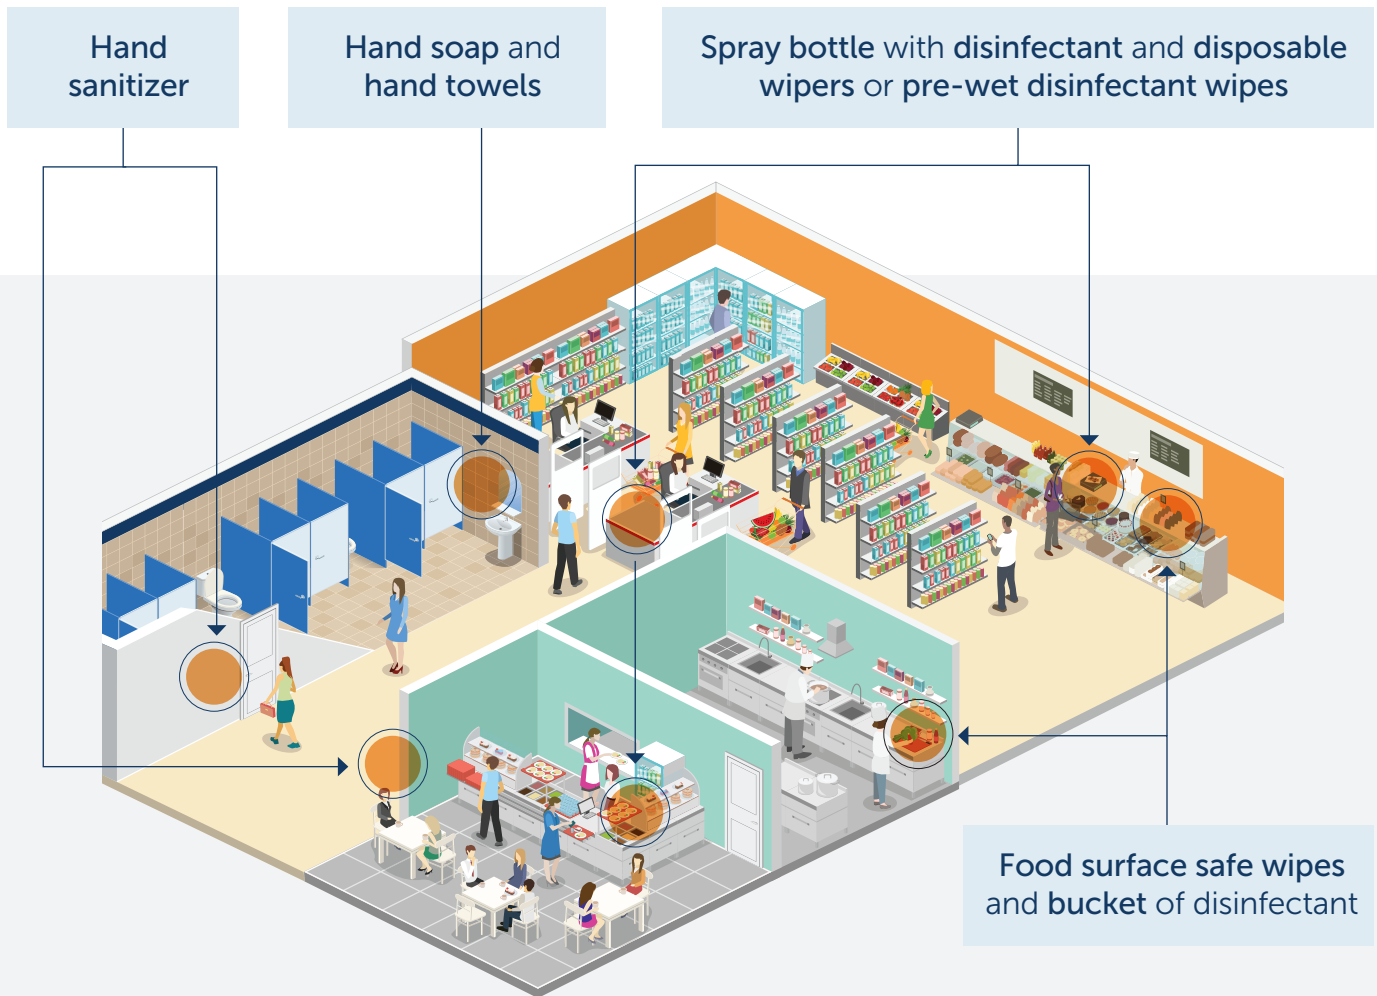 Hand
sanitizer
Hand soap and
hand towels
Spray bottle with disinfectant and disposable
wipers or pre-wet disinfectant wipes
Food surface safe wipes
and bucket of disinfectant